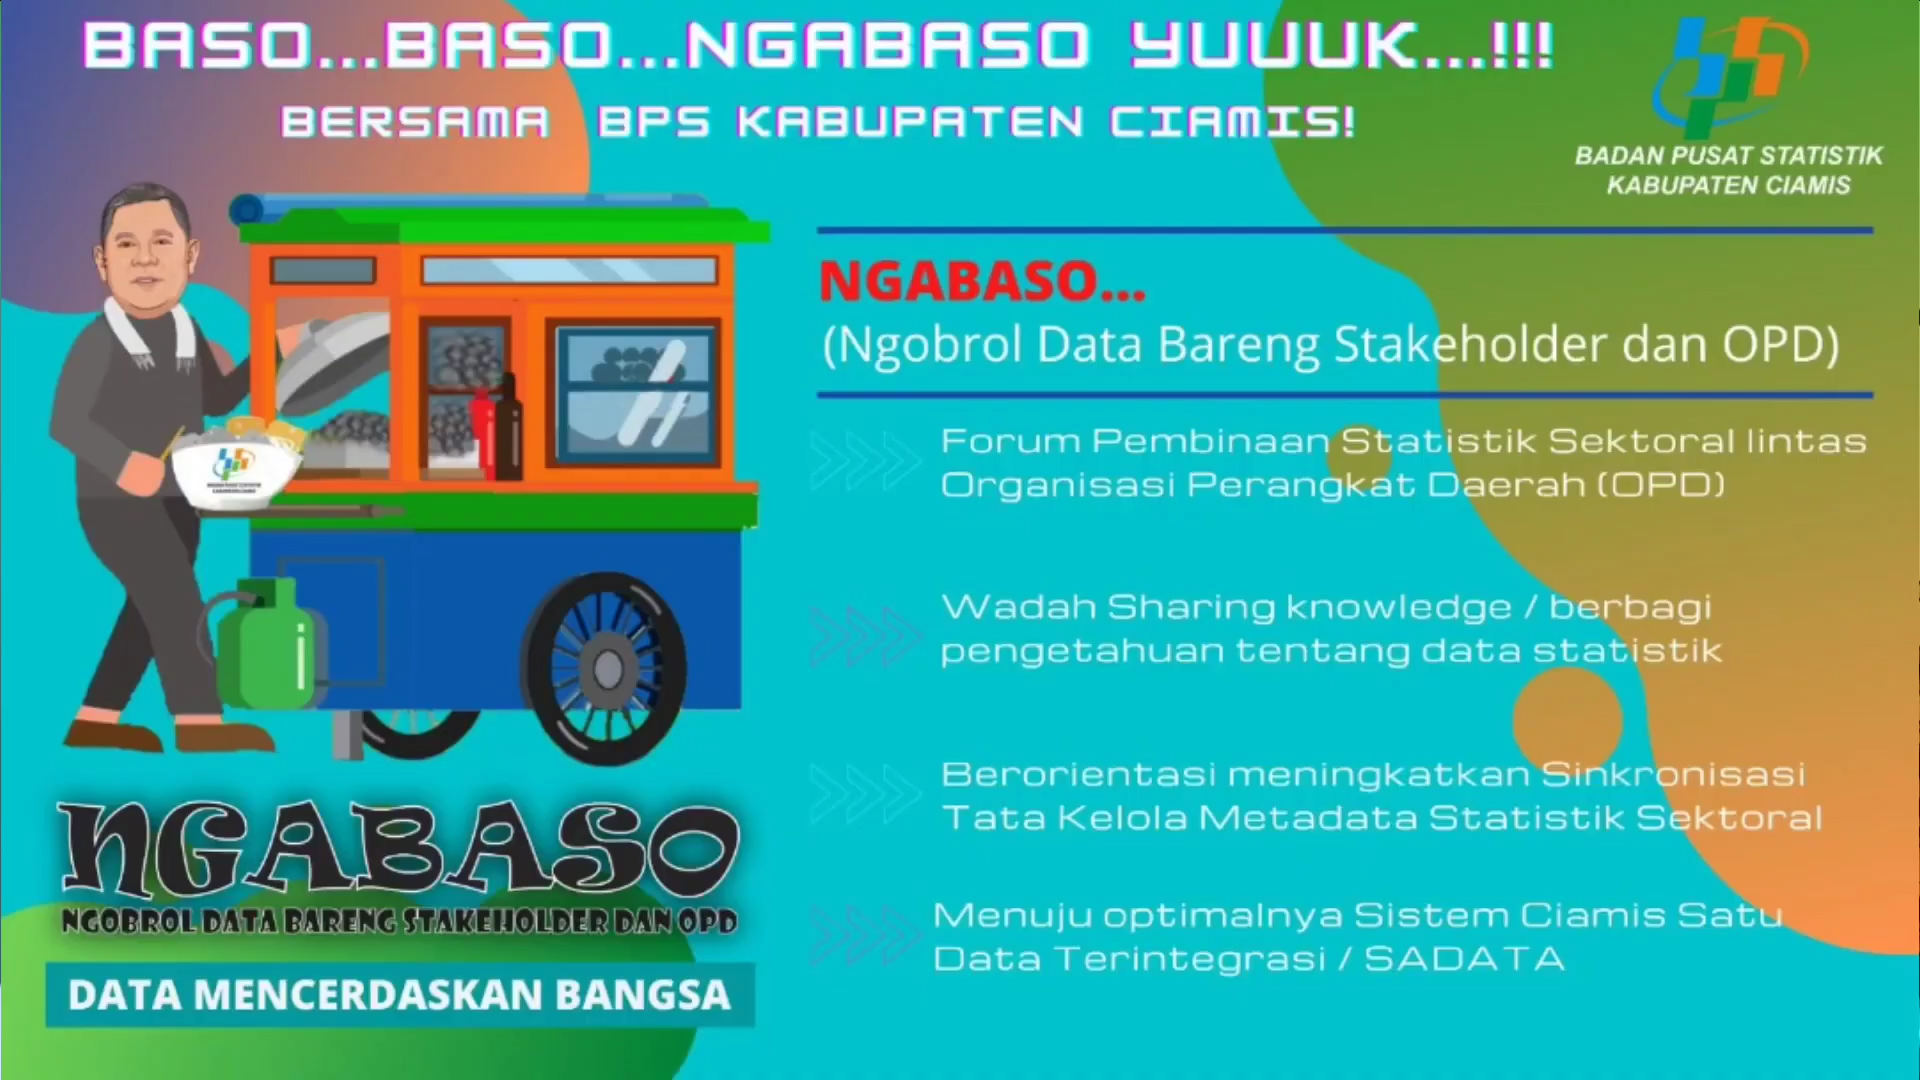 BASO...BASO...NGABASO YUUUK...!!!
BERSAMA BPS KABUPATEN CIAMIS!
BADAN PUSAT STATISTIK
KABUPATEN CIAMIS
NGABASO...
(Ngobrol Data Bareng Stakeholder dan OPD)
Forum Pembinaan Statistik Sektoral lintas
Organisasi Perangkat Daerah (OPD)
Wadah Sharing knowledge / berbagi
pengetahuan tentang data statistik
Berorientasi meningkatkan Sinkronisasi
Tata Kelola Metadata Statistik Sektoral
Menuju optimalnya Sistem Ciamis Satu
Data Terintegrasi / SADATA
NGABASO
NGOBROL DATA BARENG STAKEHOLDER DAN OPD
DATA MENCERDASKAN BANGSA